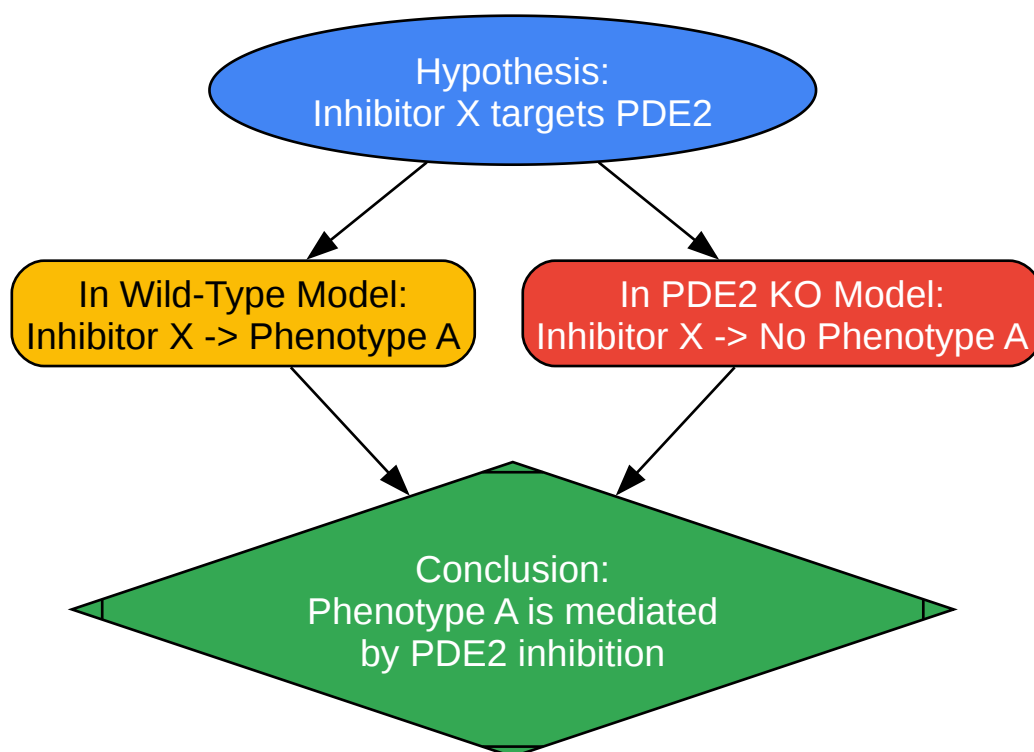 Hypothesis:
Inhibitor X targets PDE2
In Wild-Type Model:
Inhibitor X -> Phenotype A
In PDE2 KO Model:
Inhibitor X -> No Phenotype A
Conclusion:
Phenotype A is mediated
by PDE2 inhibition